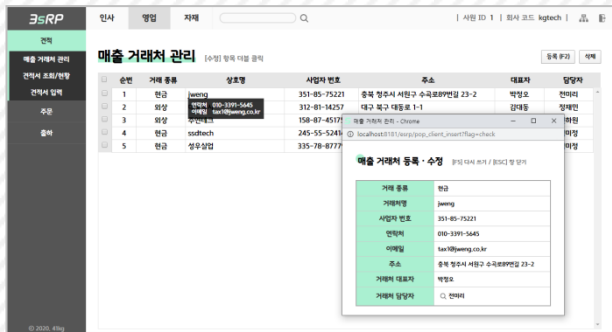 3sRP
인사 영업 자재
사원 ID 1 | 회사 코드 kgtech
견적
매출 거래처 관리
견적서 조회/현황
견적서 입력
주문
출하
매출 거래처 관리 [수정] 항목 더블 클릭
등록 (F2) 삭제
순번 거래 종류 상호명 사업자 번호 주소 대표자 담당자
1 현금 jweng 351-85-75221 충북 청주시 서원구 수곡로89번길 23-2 박정오 전미리
2 외상 312-81-14257 대구 북구 대동로 1-1 김대동 정재민
연락처 010-3391-5645
이메일 tax1@jweng.co.kr
3 외상
4 현금 ssdtech
5 현금 성우상업
매출 거래처 관리 - Chrome
localhost:8181/esrp/pop_client_insert?flag=check
매출 거래처 등록 · 수정 [F5] 다시 쓰기 / [ESC] 창 닫기
거래 종류 현금
거래처명 jweng
사업자 번호 351-85-75221
연락처 010-3391-5645
이메일 tax1@jweng.co.kr
주소 충북 청주시 서원구 수곡로89번길 23-2
거래처 대표자 박정오
거래처 담당자 전미리
© 2020. 49kg